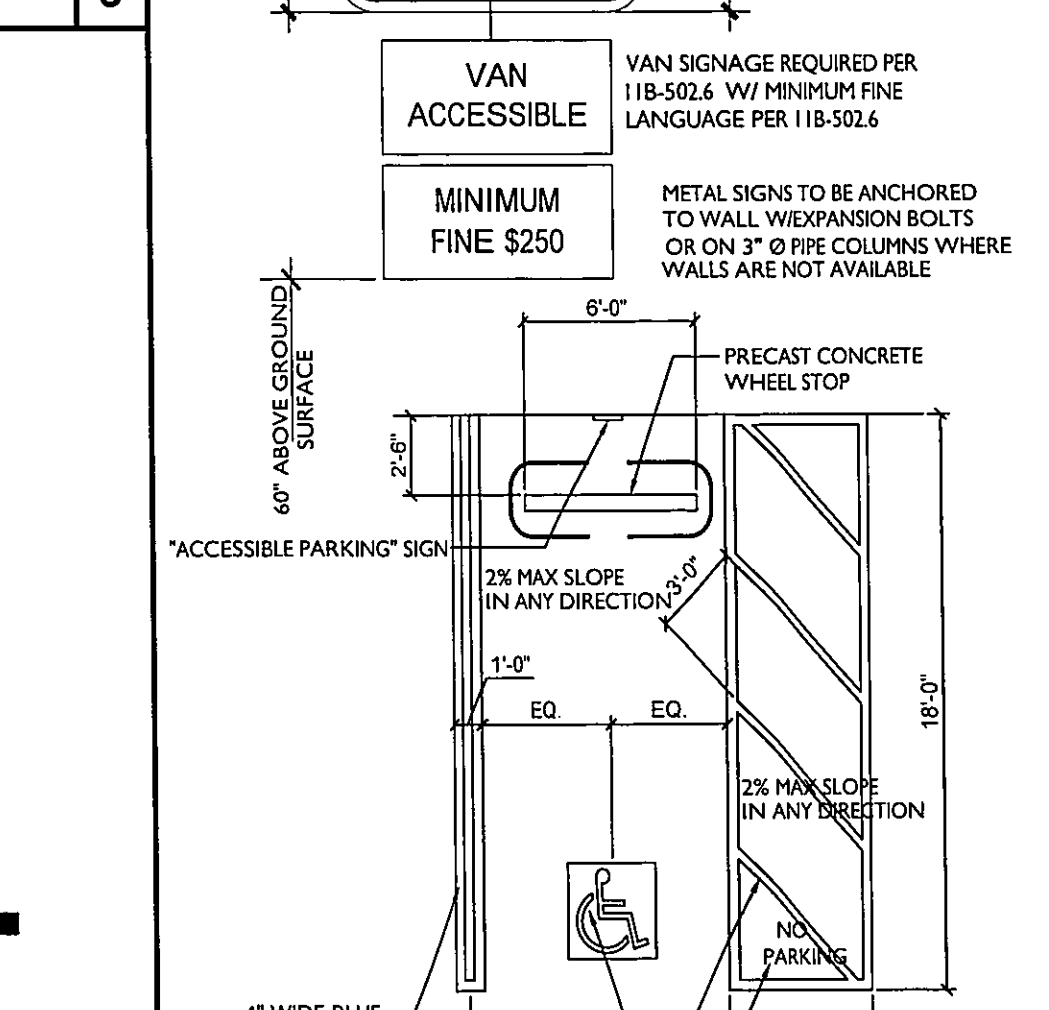 VAN
ACCESSIBLE
VAN SIGNAGE REQUIRED PER
11B-502.6 W/ MINIMUM FINE
LANGUAGE PER 11B-502.6
MINIMUM
FINE $250
METAL SIGNS TO BE ANCHORED
TO WALL W/EXPANSION BOLTS
OR ON 3" Ø PIPE COLUMNS WHERE
WALLS ARE NOT AVAILABLE
60" ABOVE GROUND
SURFACE
6'-0"
PRECAST CONCRETE
WHEEL STOP
2'-6"
"ACCESSIBLE PARKING" SIGN
2% MAX SLOPE
IN ANY DIRECTION
3'-0"
1'-0"
EQ.
EQ.
18'-0"
2% MAX SLOPE
IN ANY DIRECTION
NO
PARKING
4" WIDE BLUE